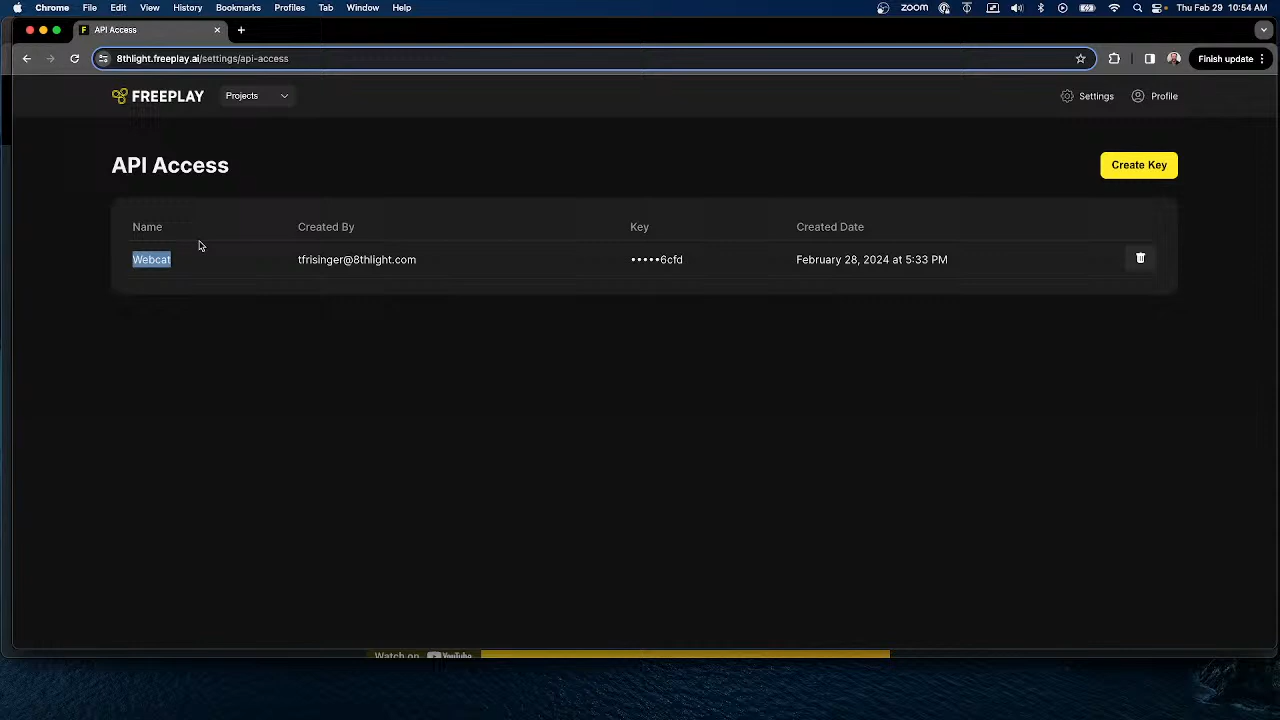 Chrome File Edit View History Bookmarks Profiles Tab Window Help zoom Thu Feb 29 10:54 AM
API Access
8thlight.freeplay.ai/settings/api-access Finish update
FREEPLAY Projects Settings Profile
API Access Create Key
Name Created By Key Created Date
Webcat tfrisinger@8thlight.com •••••6cfd February 28, 2024 at 5:33 PM
Watch on YouTube